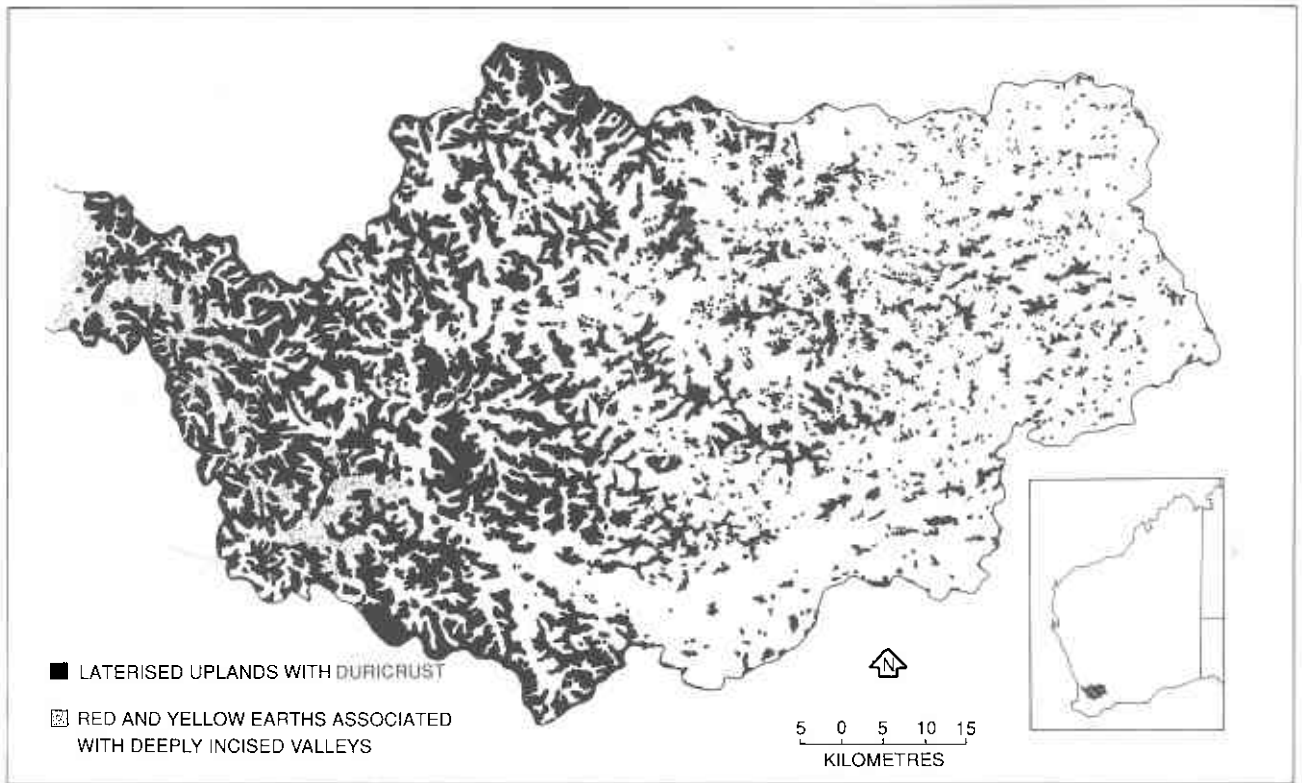 LATERISED UPLANDS WITH DURICRUST
RED AND YELLOW EARTHS ASSOCIATED
WITH DEEPLY INCISED VALLEYS
N
5 0 5 10 15
KILOMETRES